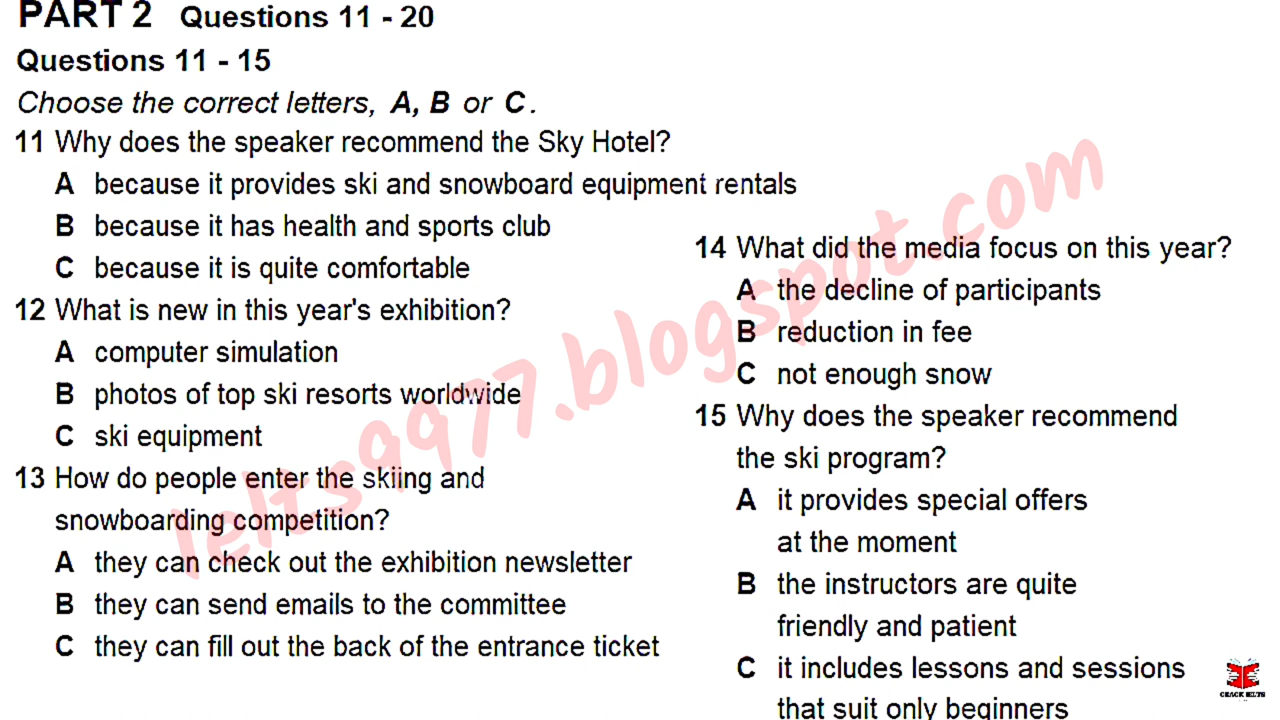 PART 2 Questions 11 - 20
Questions 11 - 15
Choose the correct letters, A, B or C.
11 Why does the speaker recommend the Sky Hotel?
A because it provides ski and snowboard equipment rentals
B because it has health and sports club
C because it is quite comfortable
12 What is new in this year's exhibition?
A computer simulation
B photos of top ski resorts worldwide
C ski equipment
13 How do people enter the skiing and
snowboarding competition?
A they can check out the exhibition newsletter
B they can send emails to the committee
C they can fill out the back of the entrance ticket
14 What did the media focus on this year?
A the decline of participants
B reduction in fee
C not enough snow
15 Why does the speaker recommend
the ski program?
A it provides special offers
at the moment
B the instructors are quite
friendly and patient
C it includes lessons and sessions
that suit only beginners
Ielts9977.blogspot.com
CRACK IELTS